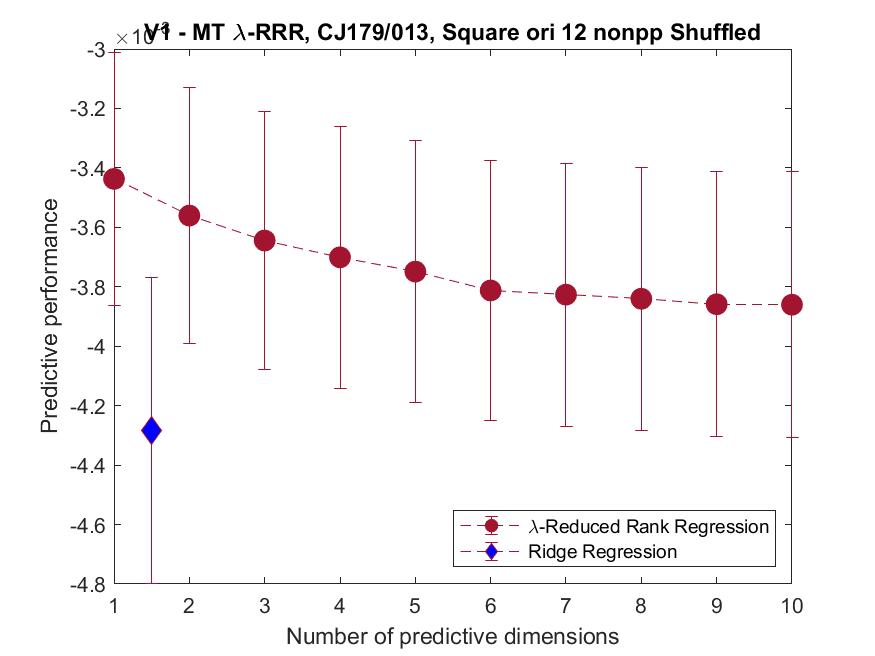 ×10-3
V1 - MT λ-RRR, CJ179/013, Square ori 12 nonpp Shuffled
-3
-3.2
-3.4
-3.6
-3.8
-4
-4.2
-4.4
-4.6
-4.8
Predictive performance
1 2 3 4 5 6 7 8 9 10
Number of predictive dimensions
λ-Reduced Rank Regression
Ridge Regression